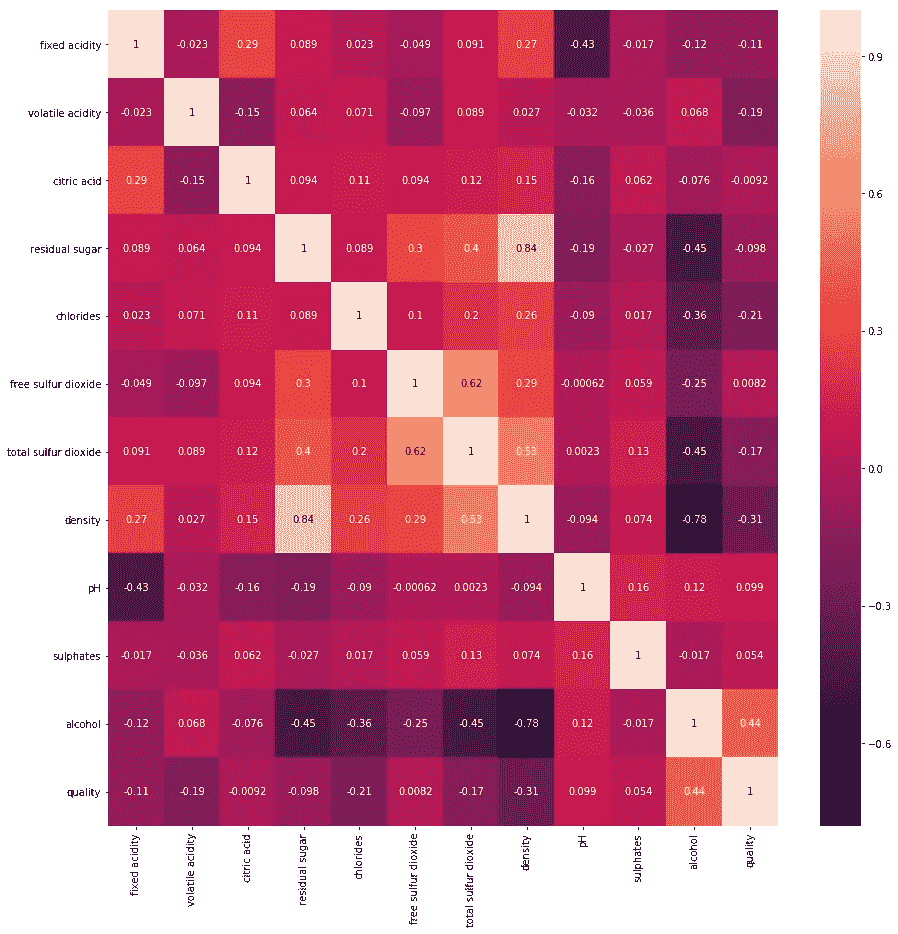 fixed acidity 1 -0.023 0.29 0.089 0.023 -0.049 0.091 0.27 -0.43 -0.017 -0.12 -0.11
volatile acidity -0.023 1 -0.15 0.064 0.071 -0.097 0.089 0.027 -0.032 -0.036 0.068 -0.19
citric acid 0.29 -0.15 1 0.094 0.11 0.094 0.12 0.15 -0.16 0.062 -0.076 -0.0092
residual sugar 0.089 0.064 0.094 1 0.089 0.3 0.4 0.84 -0.19 -0.027 -0.45 -0.098
chlorides 0.023 0.071 0.11 0.089 1 0.1 0.2 0.26 -0.09 0.017 -0.36 -0.21
free sulfur dioxide -0.049 -0.097 0.094 0.3 0.1 1 0.62 0.29 -0.00062 0.059 -0.25 0.0082
total sulfur dioxide 0.091 0.089 0.12 0.4 0.2 0.62 1 0.53 0.0023 0.13 -0.45 -0.17
density 0.27 0.027 0.15 0.84 0.26 0.29 0.53 1 -0.094 0.074 -0.78 -0.31
pH -0.43 -0.032 -0.16 -0.19 -0.09 -0.00062 0.0023 -0.094 1 0.16 0.12 0.099
sulphates -0.017 -0.036 0.062 -0.027 0.017 0.059 0.13 0.074 0.16 1 -0.017 0.054
alcohol -0.12 0.068 -0.076 -0.45 -0.36 -0.25 -0.45 -0.78 0.12 -0.017 1 0.44
quality -0.11 -0.19 -0.0092 -0.098 -0.21 0.0082 -0.17 -0.31 0.099 0.054 0.44 1
fixed acidity
volatile acidity
citric acid
residual sugar
chlorides
free sulfur dioxide
total sulfur dioxide
density
pH
sulphates
alcohol
quality
0.9
0.6
0.3
0.0
−0.3
−0.6